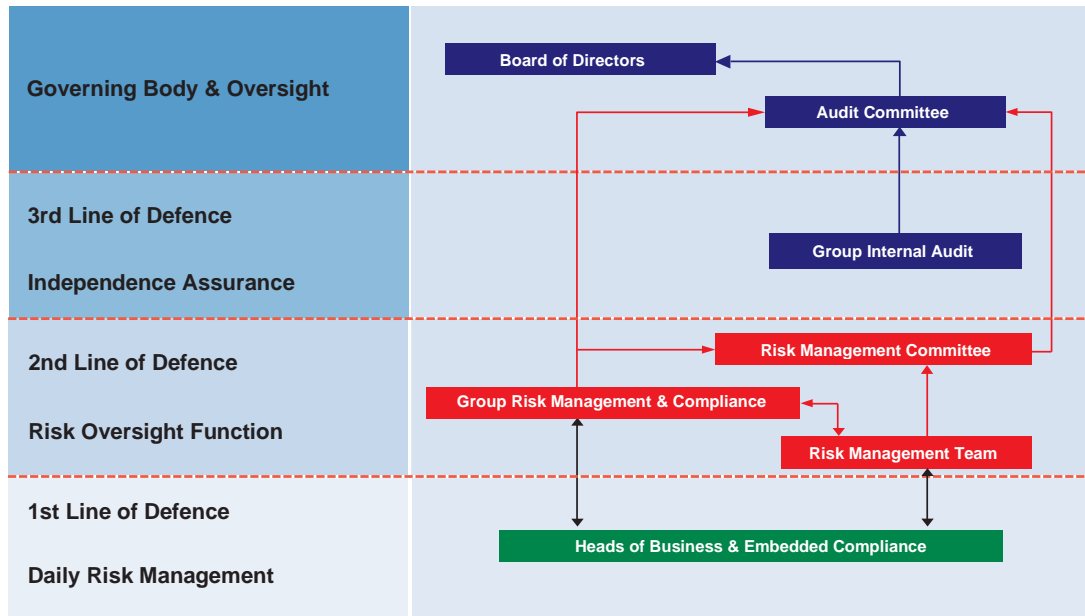 Board of Directors
Governing Body & Oversight
Audit Committee
3rd Line of Defence
Group Internal Audit
Independence Assurance
Risk Management Committee
2nd Line of Defence
Group Risk Management & Compliance
Risk Oversight Function
Risk Management Team
1st Line of Defence
Heads of Business & Embedded Compliance
Daily Risk Management